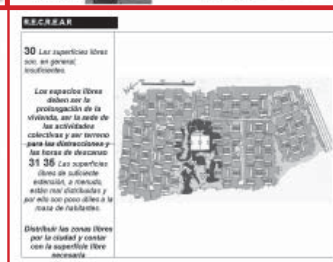 R.E.C.R.E.A.R
30 Las superficies libres
son, en general,
insuficientes.
Los espacios libres
deben ser la
prolongación de la
vivienda, ser la sede de
las actividades
colectivas y ser terreno
para las distracciones y
las horas de descanso
31 35 Las superficies
libres de suficiente
extensión, a menudo,
están mal distribuidas y
por ello son poco útiles a la
masa de habitantes.
Distribuir las zonas libres
por la ciudad y contar
con la superficie libre
necesaria